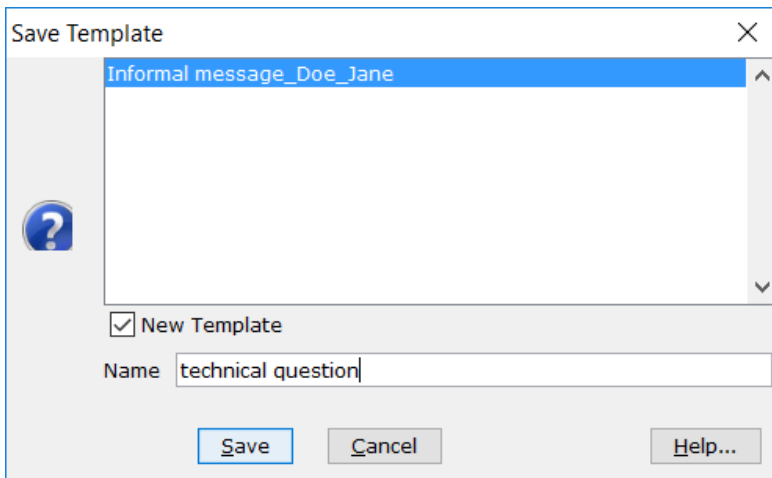 Save Template
Informal message_Doe_Jane
New Template
Name technical question
Save Cancel Help...